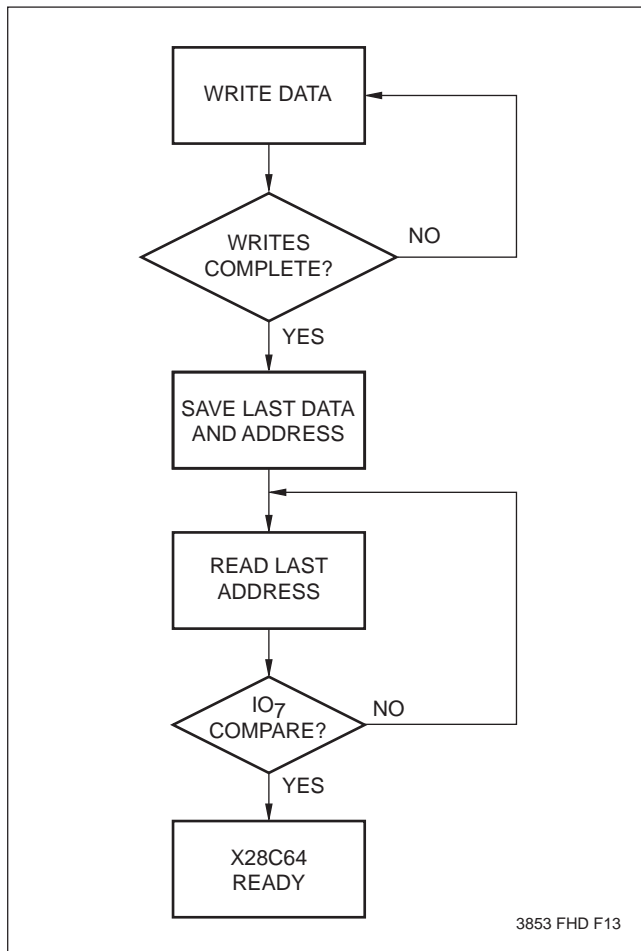 WRITE DATA
WRITES
COMPLETE?
NO
YES
SAVE LAST DATA
AND ADDRESS
READ LAST
ADDRESS
IO7
COMPARE?
NO
YES
X28C64
READY
3853 FHD F13